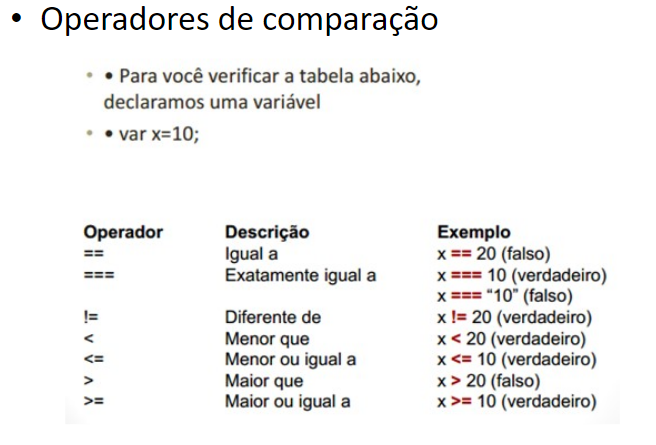 • Operadores de comparação
• • Para você verificar a tabela abaixo,
declaramos uma variável
• • var x=10;
Operador Descrição Exemplo
== Igual a x == 20 (falso)
=== Exatamente igual a x === 10 (verdadeiro)
x === “10” (falso)
!= Diferente de x != 20 (verdadeiro)
< Menor que x < 20 (verdadeiro)
<= Menor ou igual a x <= 10 (verdadeiro)
> Maior que x > 20 (falso)
>= Maior ou igual a x >= 10 (verdadeiro)